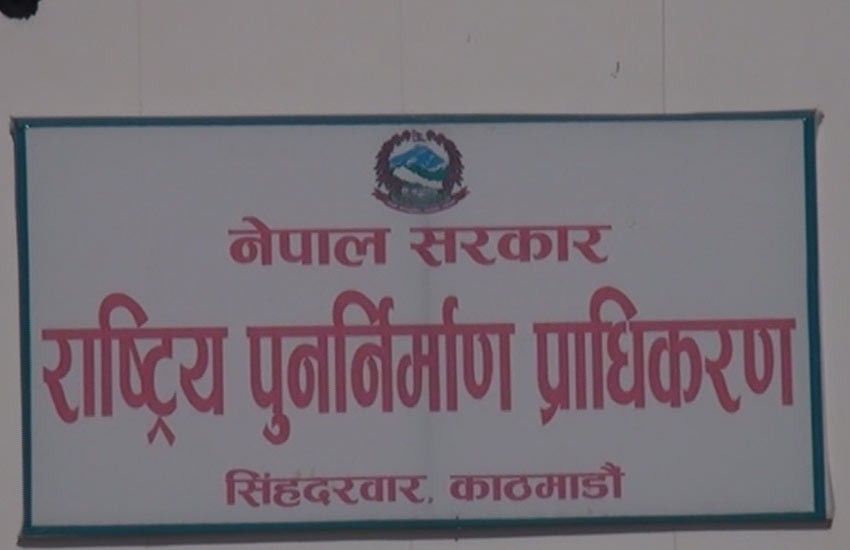 नेपाल सरकार
राष्ट्रिय पुनर्निर्माण प्राधिकरण
सिंहदरवार, काठमाडौं